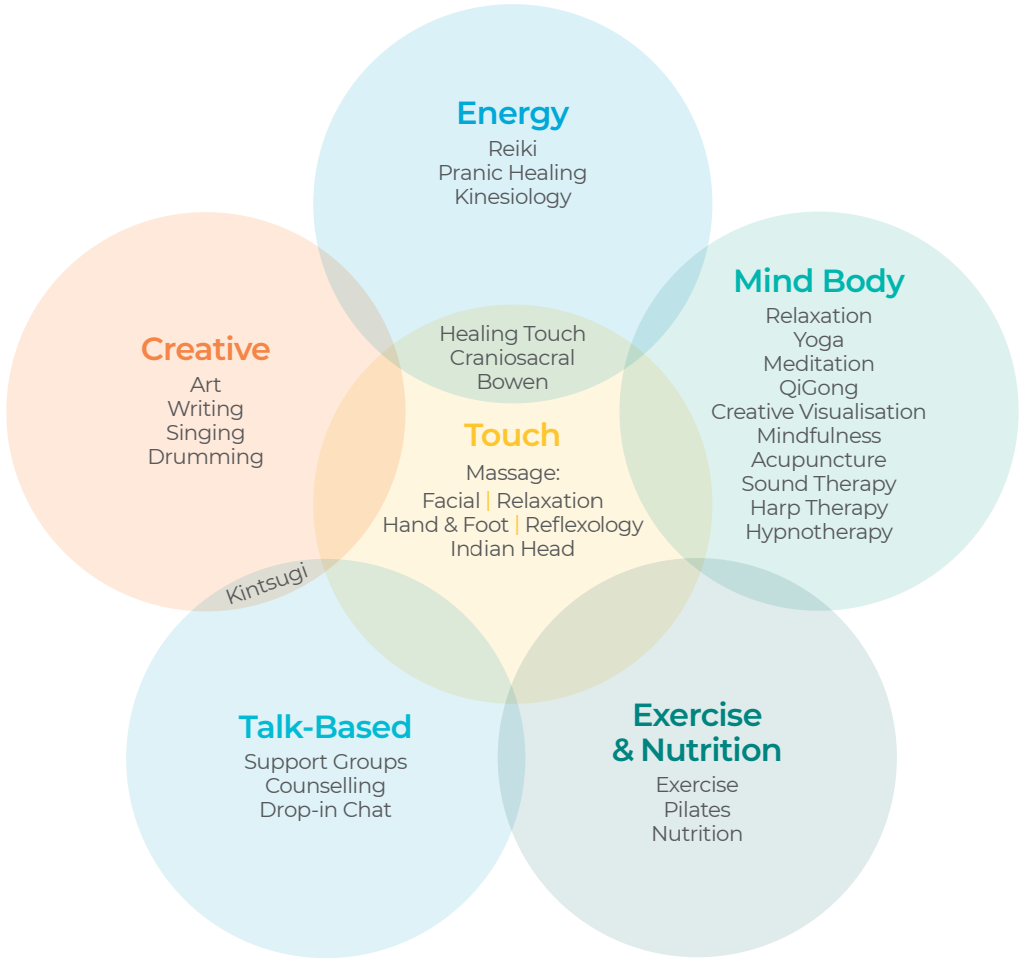 Energy
Reiki
Pranic Healing
Kinesiology
Mind Body
Relaxation
Yoga
Meditation
QiGong
Creative Visualisation
Mindfulness
Acupuncture
Sound Therapy
Harp Therapy
Hypnotherapy
Creative
Art
Writing
Singing
Drumming
Healing Touch
Craniosacral
Bowen
Touch
Massage:
Facial | Relaxation
Hand & Foot | Reflexology
Indian Head
Kintsugi
Talk-Based
Support Groups
Counselling
Drop-in Chat
Exercise
& Nutrition
Exercise
Pilates
Nutrition